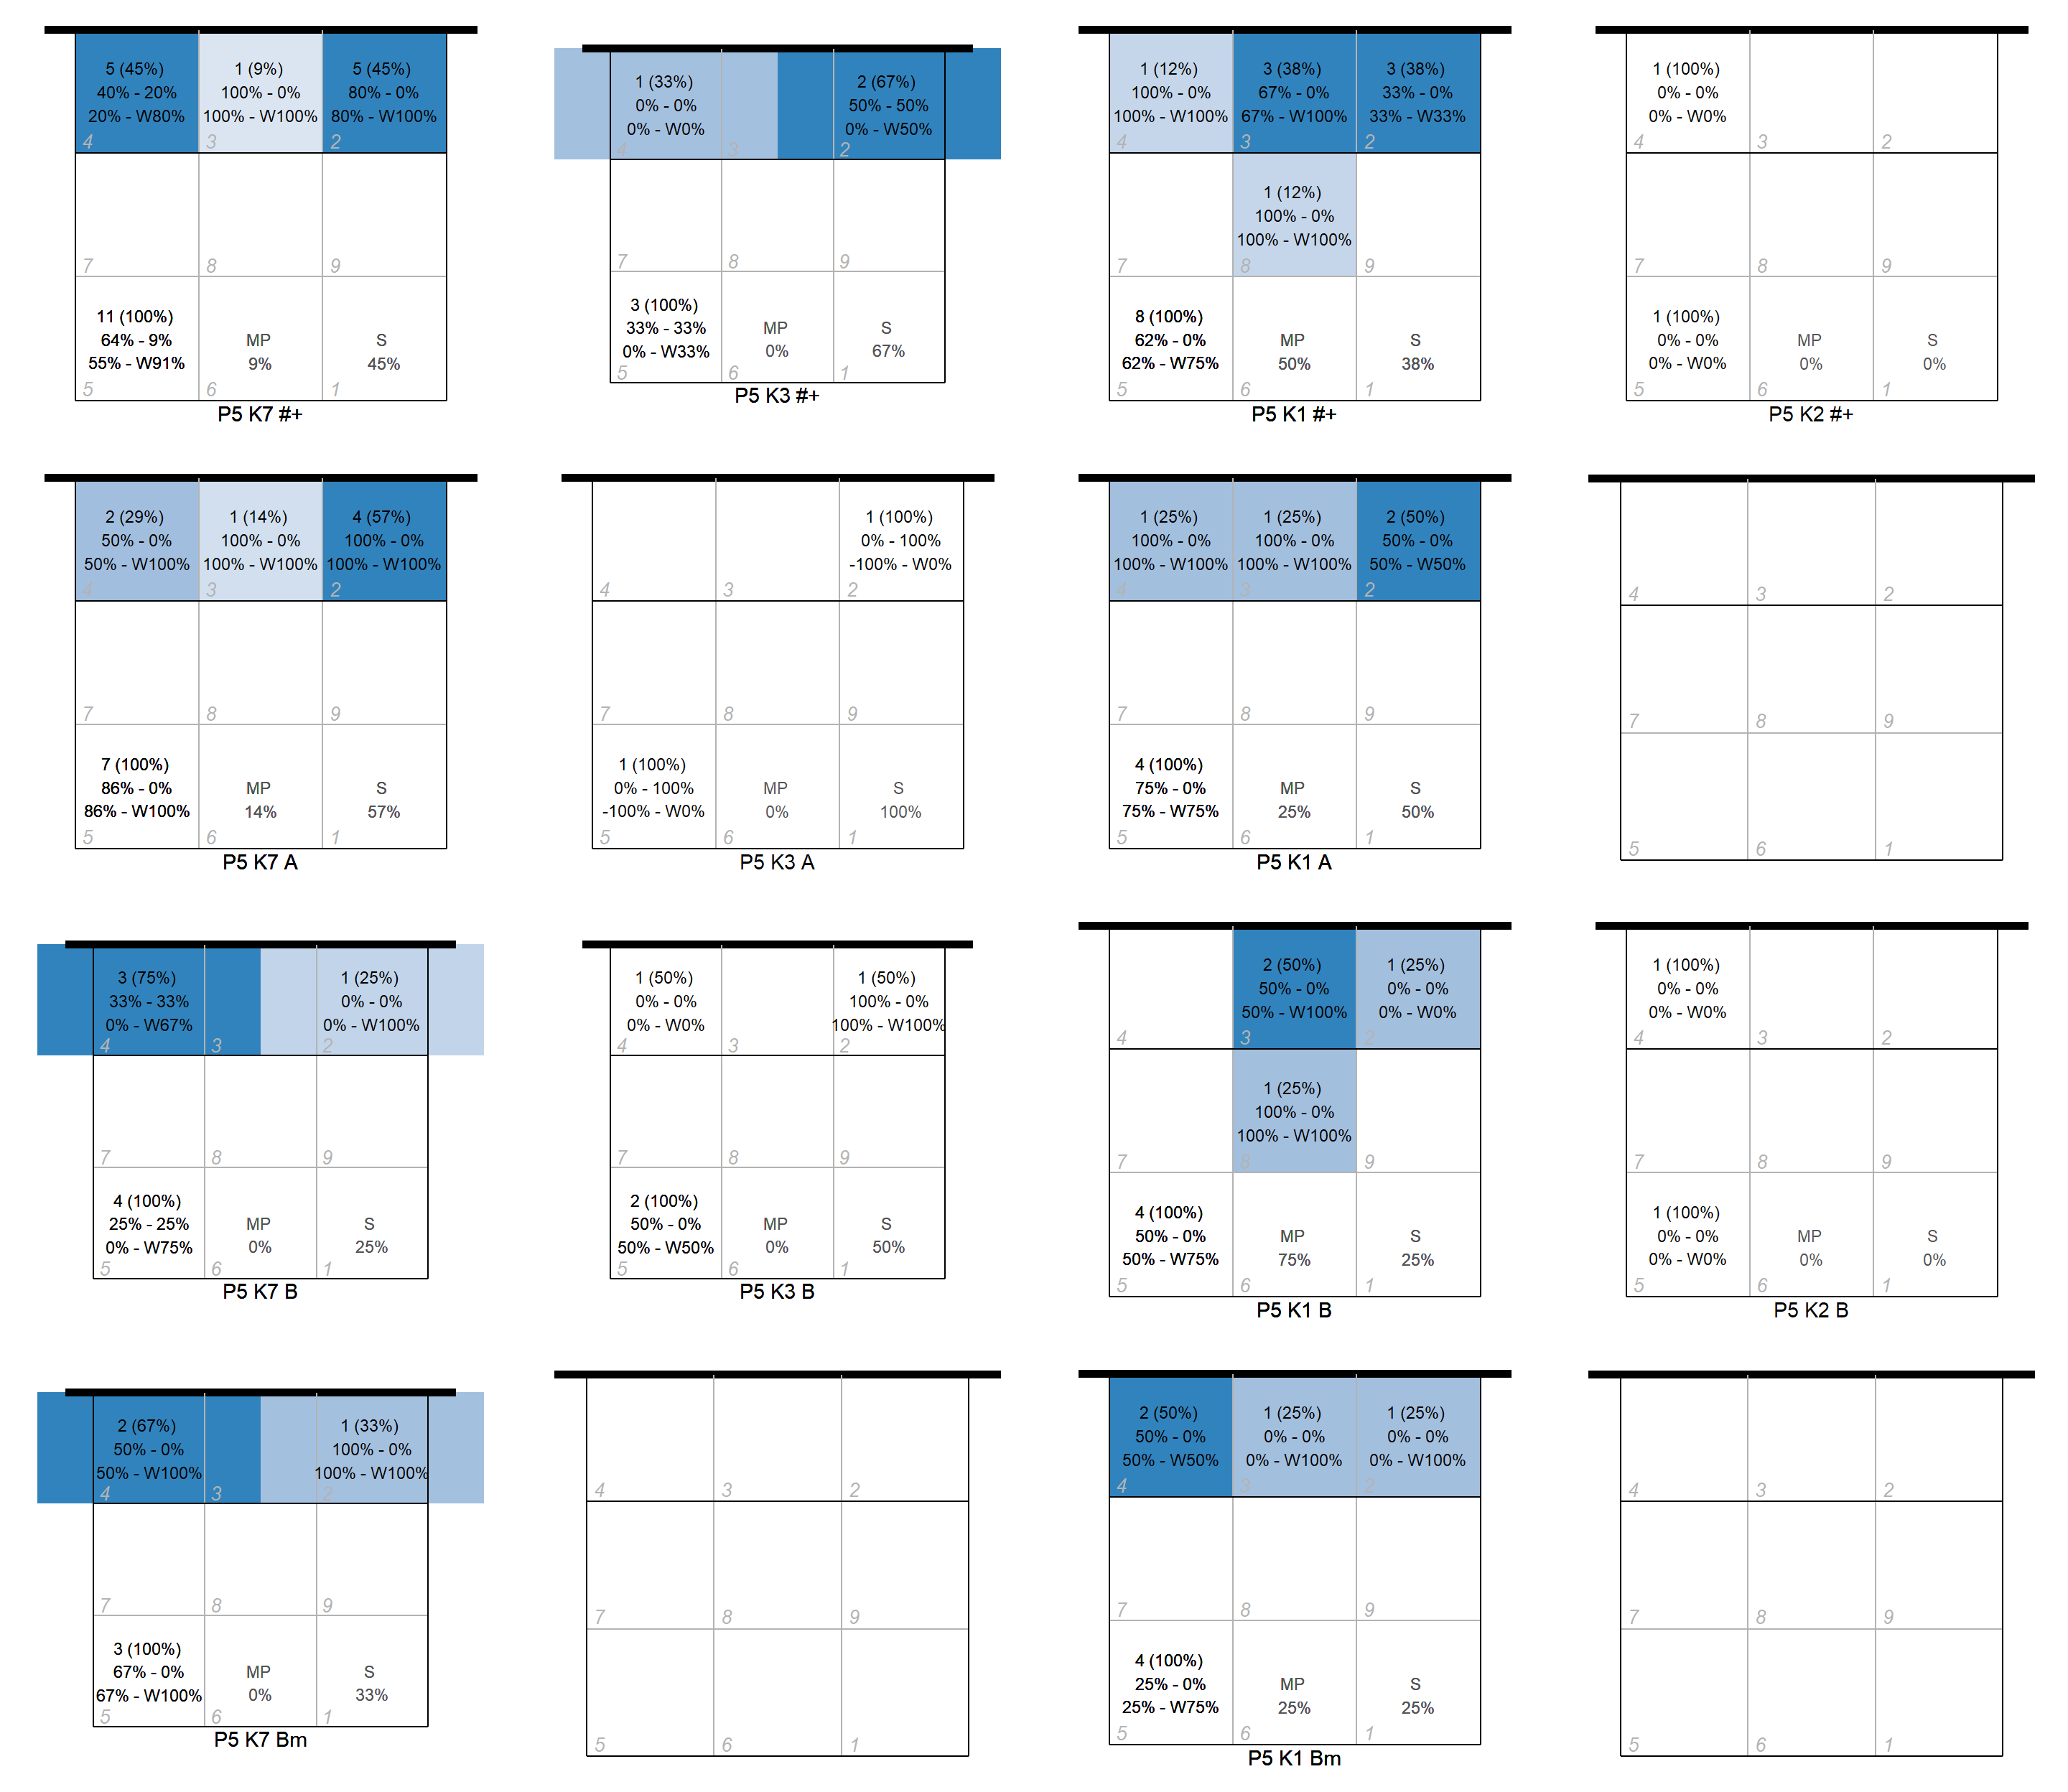 5 (45%) 1 (9%) 5 (45%)
40% - 20% 100% - 0% 80% - 0%
20% - W80% 100% - W100% 80% - W100%
4 3 2
7 8 9
11 (100%)
64% - 9% MP S
55% - W91% 9% 45%
5 6 1
P5 K7 #+
1 (33%) 2 (67%)
0% - 0% 50% - 50%
0% - W0% 0% - W50%
4 3 2
7 8 9
3 (100%)
33% - 33% MP S
0% - W33% 0% 67%
5 6 1
P5 K3 #+
1 (12%) 3 (38%) 3 (38%)
100% - 0% 67% - 0% 33% - 0%
100% - W100% 67% - W100% 33% - W33%
4 3 2
1 (12%)
100% - 0%
100% - W100%
7 8 9
8 (100%)
62% - 0% MP S
62% - W75% 50% 38%
5 6 1
P5 K1 #+
1 (100%)
0% - 0%
0% - W0%
4 3 2
7 8 9
1 (100%)
0% - 0% MP S
0% - W0% 0% 0%
5 6 1
P5 K2 #+
2 (29%) 1 (14%) 4 (57%)
50% - 0% 100% - 0% 100% - 0%
50% - W100% 100% - W100% 100% - W100%
4 3 2
7 8 9
7 (100%)
86% - 0% MP S
86% - W100% 14% 57%
5 6 1
P5 K7 A
1 (100%)
0% - 100%
-100% - W0%
4 3 2
7 8 9
1 (100%)
0% - 100% MP S
-100% - W0% 0% 100%
5 6 1
P5 K3 A
1 (25%) 1 (25%) 2 (50%)
100% - 0% 100% - 0% 50% - 0%
100% - W100% 100% - W100% 50% - W50%
4 3 2
7 8 9
4 (100%)
75% - 0% MP S
75% - W75% 25% 50%
5 6 1
P5 K1 A
4 3 2
7 8 9
5 6 1
3 (75%) 1 (25%)
33% - 33% 0% - 0%
0% - W67% 0% - W100%
4 3 2
7 8 9
4 (100%)
25% - 25% MP S
0% - W75% 0% 25%
5 6 1
P5 K7 B
1 (50%) 1 (50%)
0% - 0% 100% - 0%
0% - W0% 100% - W100%
4 3 2
7 8 9
2 (100%)
50% - 0% MP S
50% - W50% 0% 50%
5 6 1
P5 K3 B
2 (50%) 1 (25%)
50% - 0% 0% - 0%
50% - W100% 0% - W0%
4 3 2
1 (25%)
100% - 0%
100% - W100%
7 8 9
4 (100%)
50% - 0% MP S
50% - W75% 75% 25%
5 6 1
P5 K1 B
1 (100%)
0% - 0%
0% - W0%
4 3 2
7 8 9
1 (100%)
0% - 0% MP S
0% - W0% 0% 0%
5 6 1
P5 K2 B
2 (67%) 1 (33%)
50% - 0% 100% - 0%
50% - W100% 100% - W100%
4 3 2
7 8 9
3 (100%)
67% - 0% MP S
67% - W100% 0% 33%
5 6 1
P5 K7 Bm
4 3 2
7 8 9
5 6 1
2 (50%) 1 (25%) 1 (25%)
50% - 0% 0% - 0% 0% - 0%
50% - W50% 0% - W100% 0% - W100%
4 3 2
7 8 9
4 (100%)
25% - 0% MP S
25% - W75% 25% 25%
5 6 1
P5 K1 Bm
4 3 2
7 8 9
5 6 1